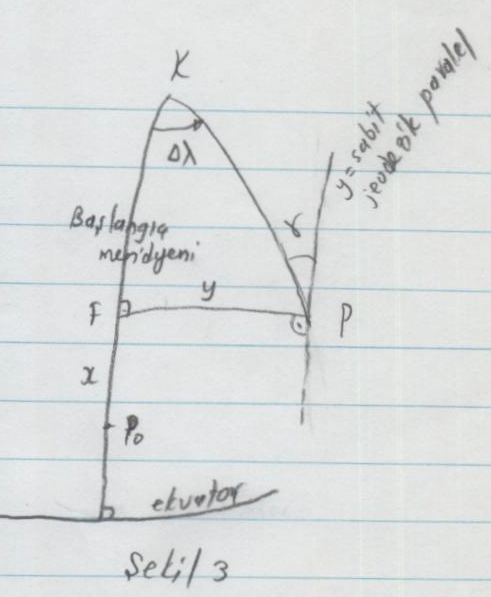 K
Δλ
y = sabit
jeodezik paralel
Başlangıç
meridyeni
γ
y
F
P
x
P₀
ekvator
Şekil 3